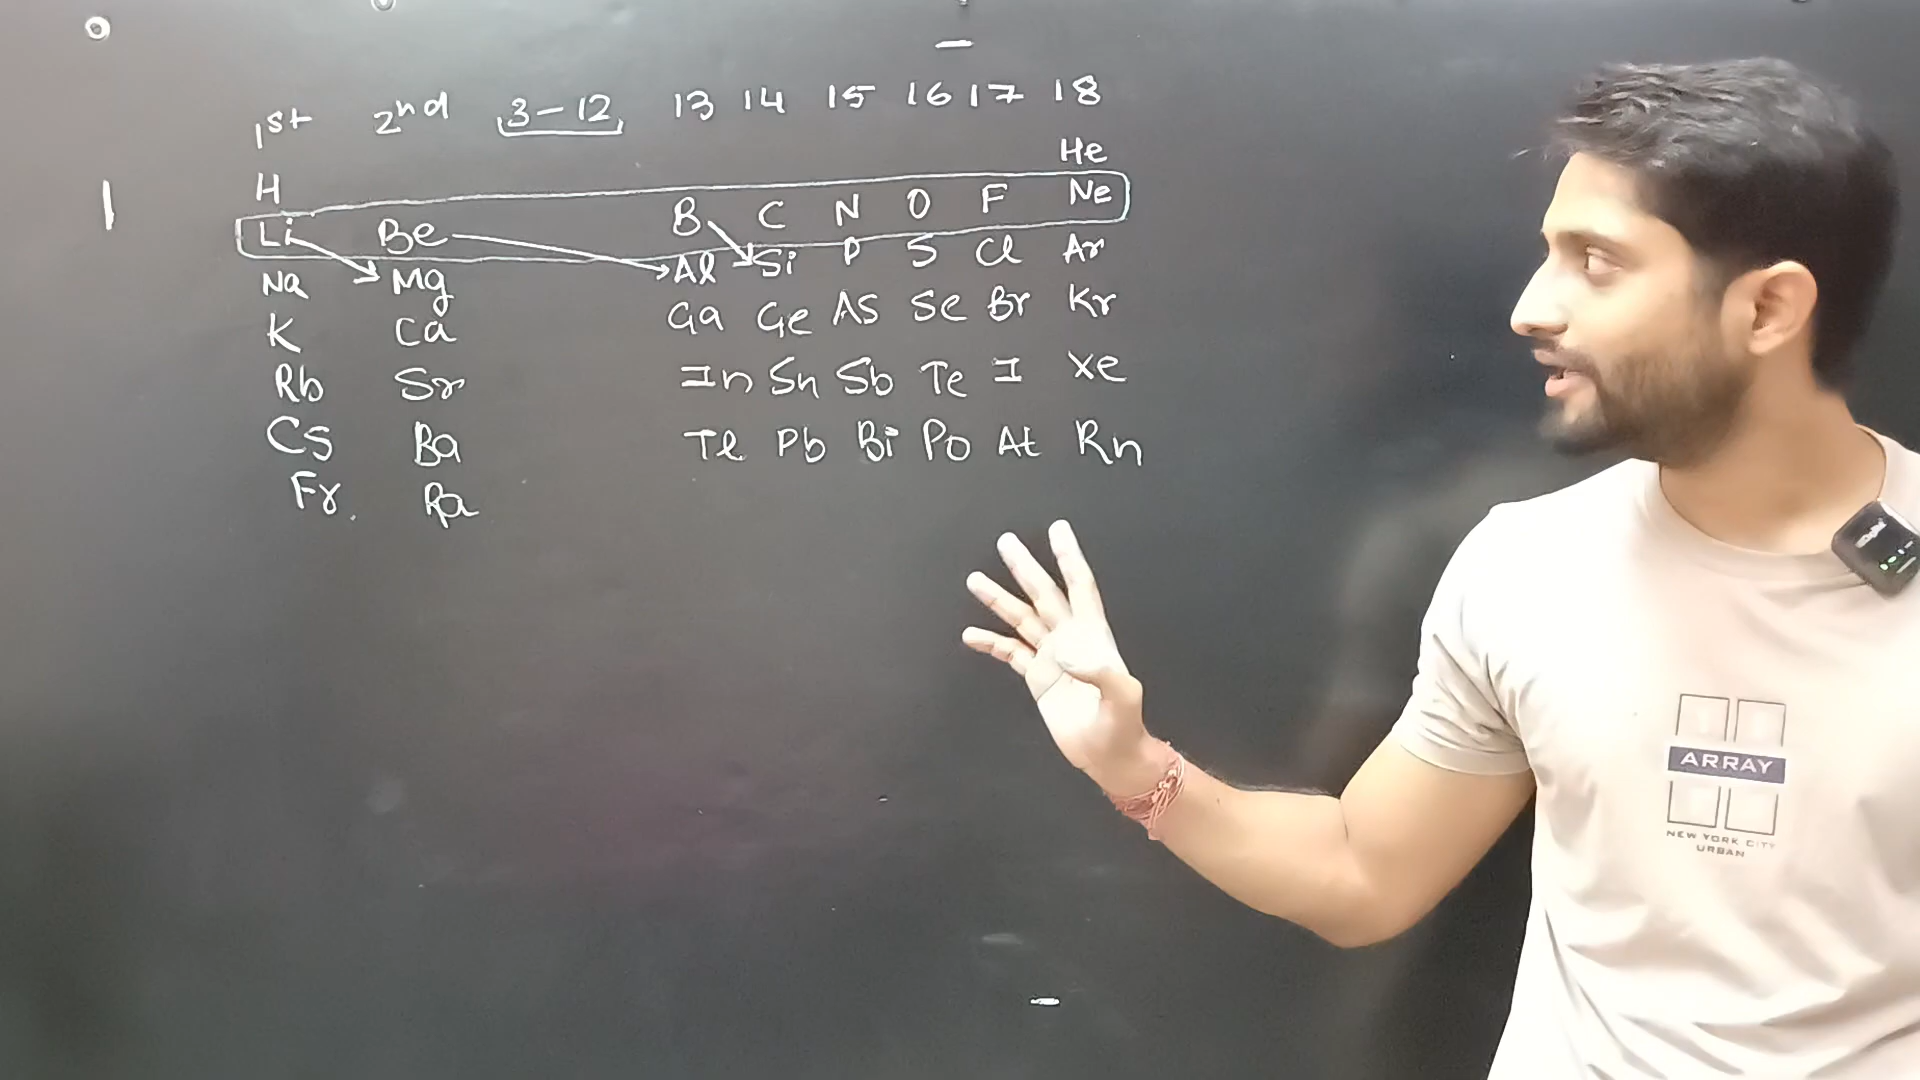 1st 2nd 3-12 13 14 15 16 17 18
He
1
H
Li Be B C N O F Ne
Na Mg Al Si P S Cl Ar
K Ca Ga Ge As Se Br Kr
Rb Sr In Sn Sb Te I Xe
Cs Ba Tl Pb Bi Po At Rn
Fr. Ra
ARRAY
NEW YORK CITY
URBAN